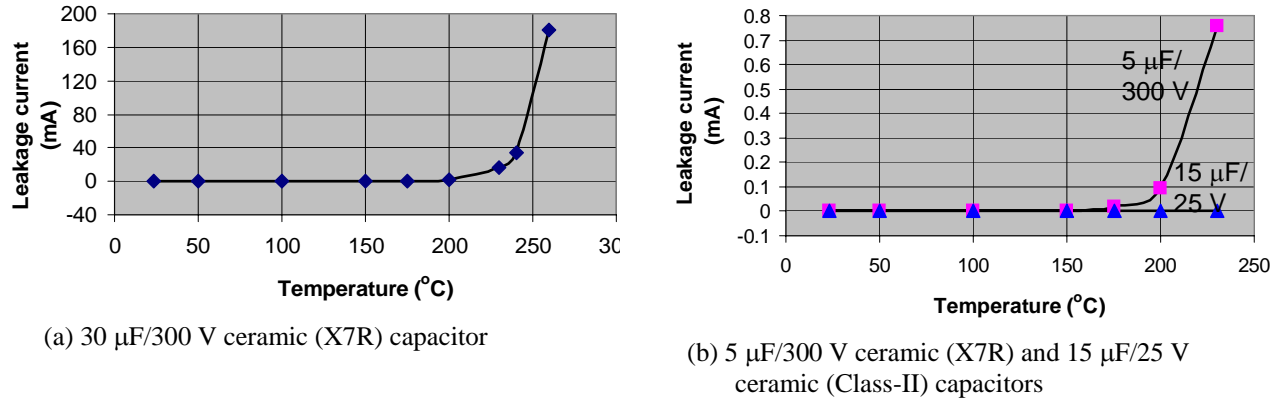 200
160
120
80
40
0
-40
Leakage current
(mA)
0 50 100 150 200 250 30
Temperature (°C)
(a) 30 μF/300 V ceramic (X7R) capacitor
0.8
0.7
0.6
0.5
0.4
0.3
0.2
0.1
0
-0.1
Leakage current
(mA)
5 μF/
300 V
15 μF/
25 V
0 50 100 150 200 250
Temperature (°C)
(b) 5 μF/300 V ceramic (X7R) and 15 μF/25 V
ceramic (Class-II) capacitors